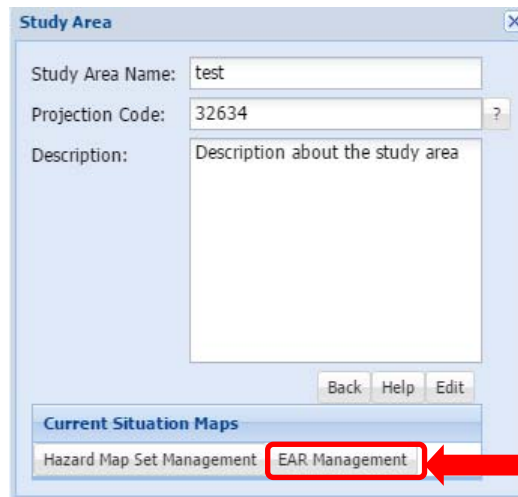 Study Area
Study Area Name: test
Projection Code: 32634 ?
Description: Description about the study area
Back Help Edit
Current Situation Maps
Hazard Map Set Management EAR Management